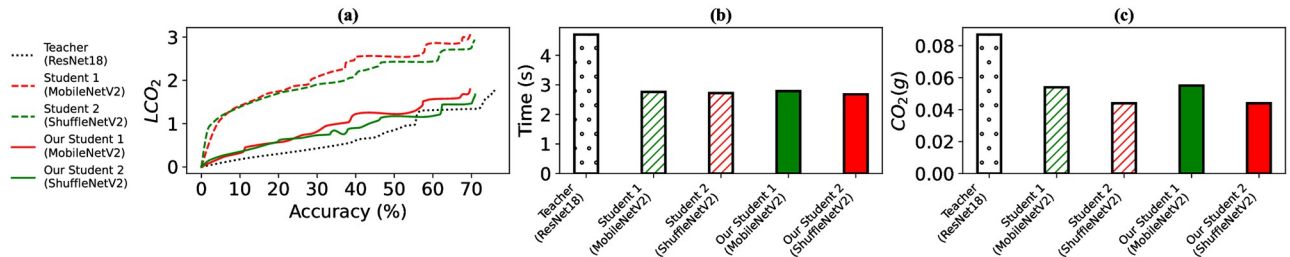 (a)
Teacher
(ResNet18)
Student 1
(MobileNetV2)
Student 2
(ShuffleNetV2)
Our Student 1
(MobileNetV2)
Our Student 2
(ShuffleNetV2)
LCO2
3
2
1
0
0 10 20 30 40 50 60 70
Accuracy (%)
(b)
Time (s)
4
3
2
1
0
Teacher
(ResNet18)
Student 1
(MobileNetV2)
Student 2
(ShuffleNetV2)
Our Student 1
(MobileNetV2)
Our Student 2
(ShuffleNetV2)
(c)
CO2(g)
0.08
0.06
0.04
0.02
0.00
Teacher
(ResNet18)
Student 1
(MobileNetV2)
Student 2
(ShuffleNetV2)
Our Student 1
(MobileNetV2)
Our Student 2
(ShuffleNetV2)